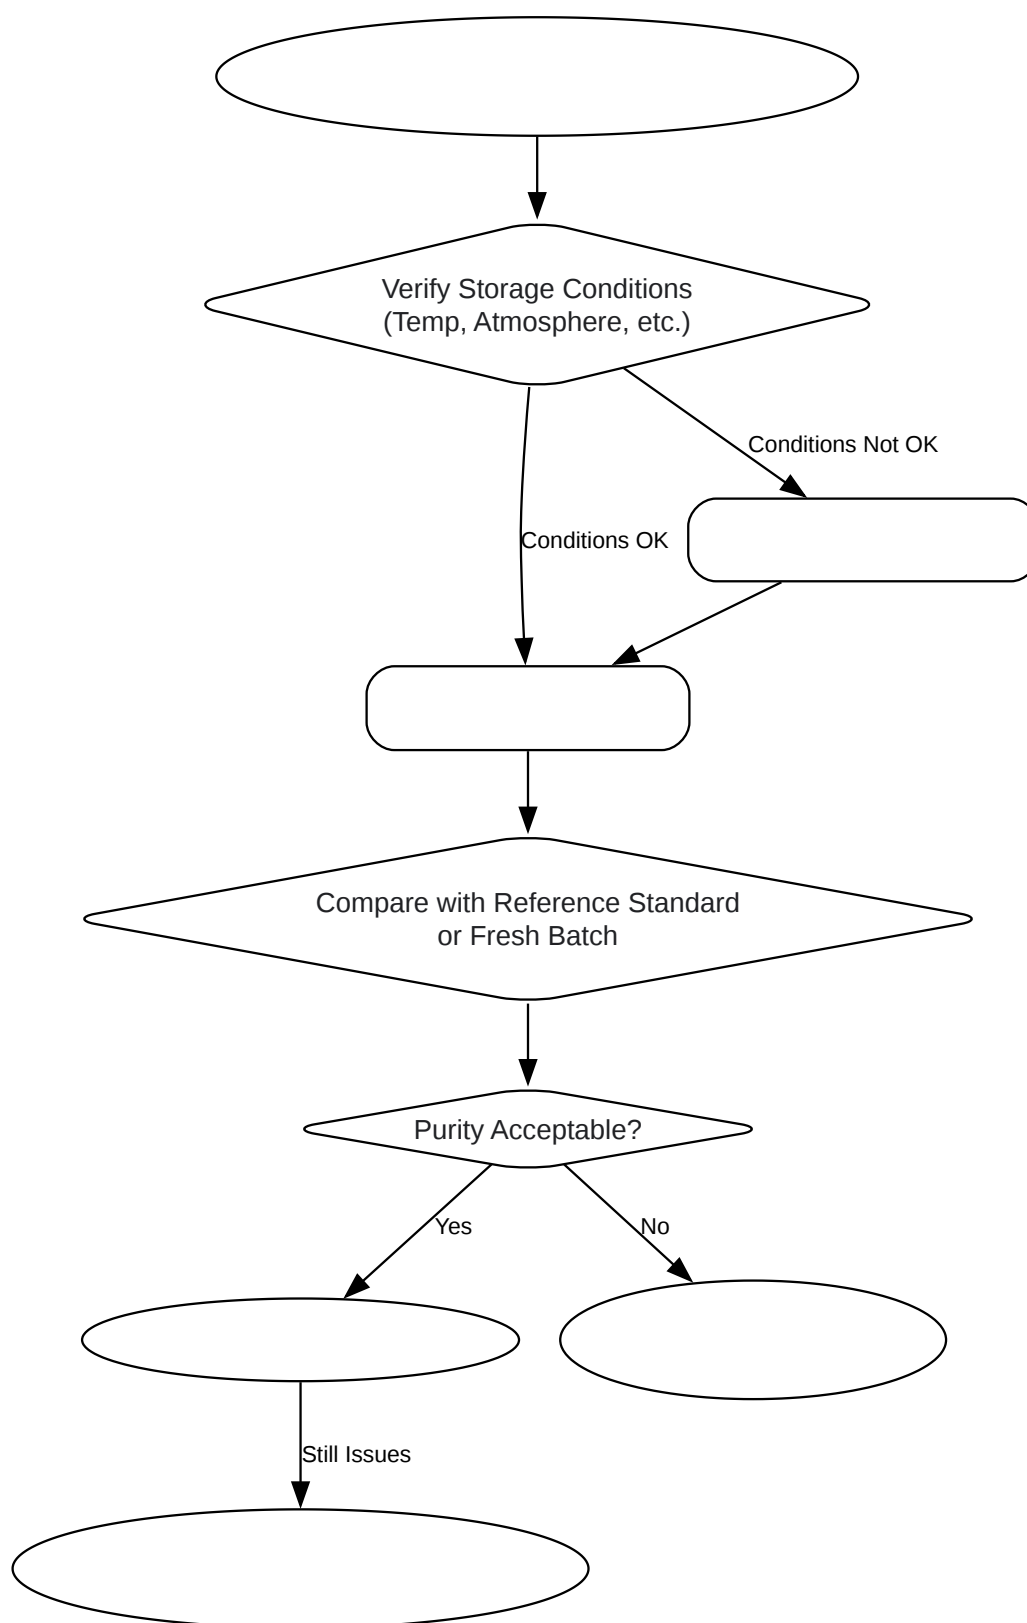 Verify Storage Conditions
(Temp, Atmosphere, etc.)
Conditions Not OK
Conditions OK
Compare with Reference Standard
or Fresh Batch
Purity Acceptable?
Yes
No
Still Issues